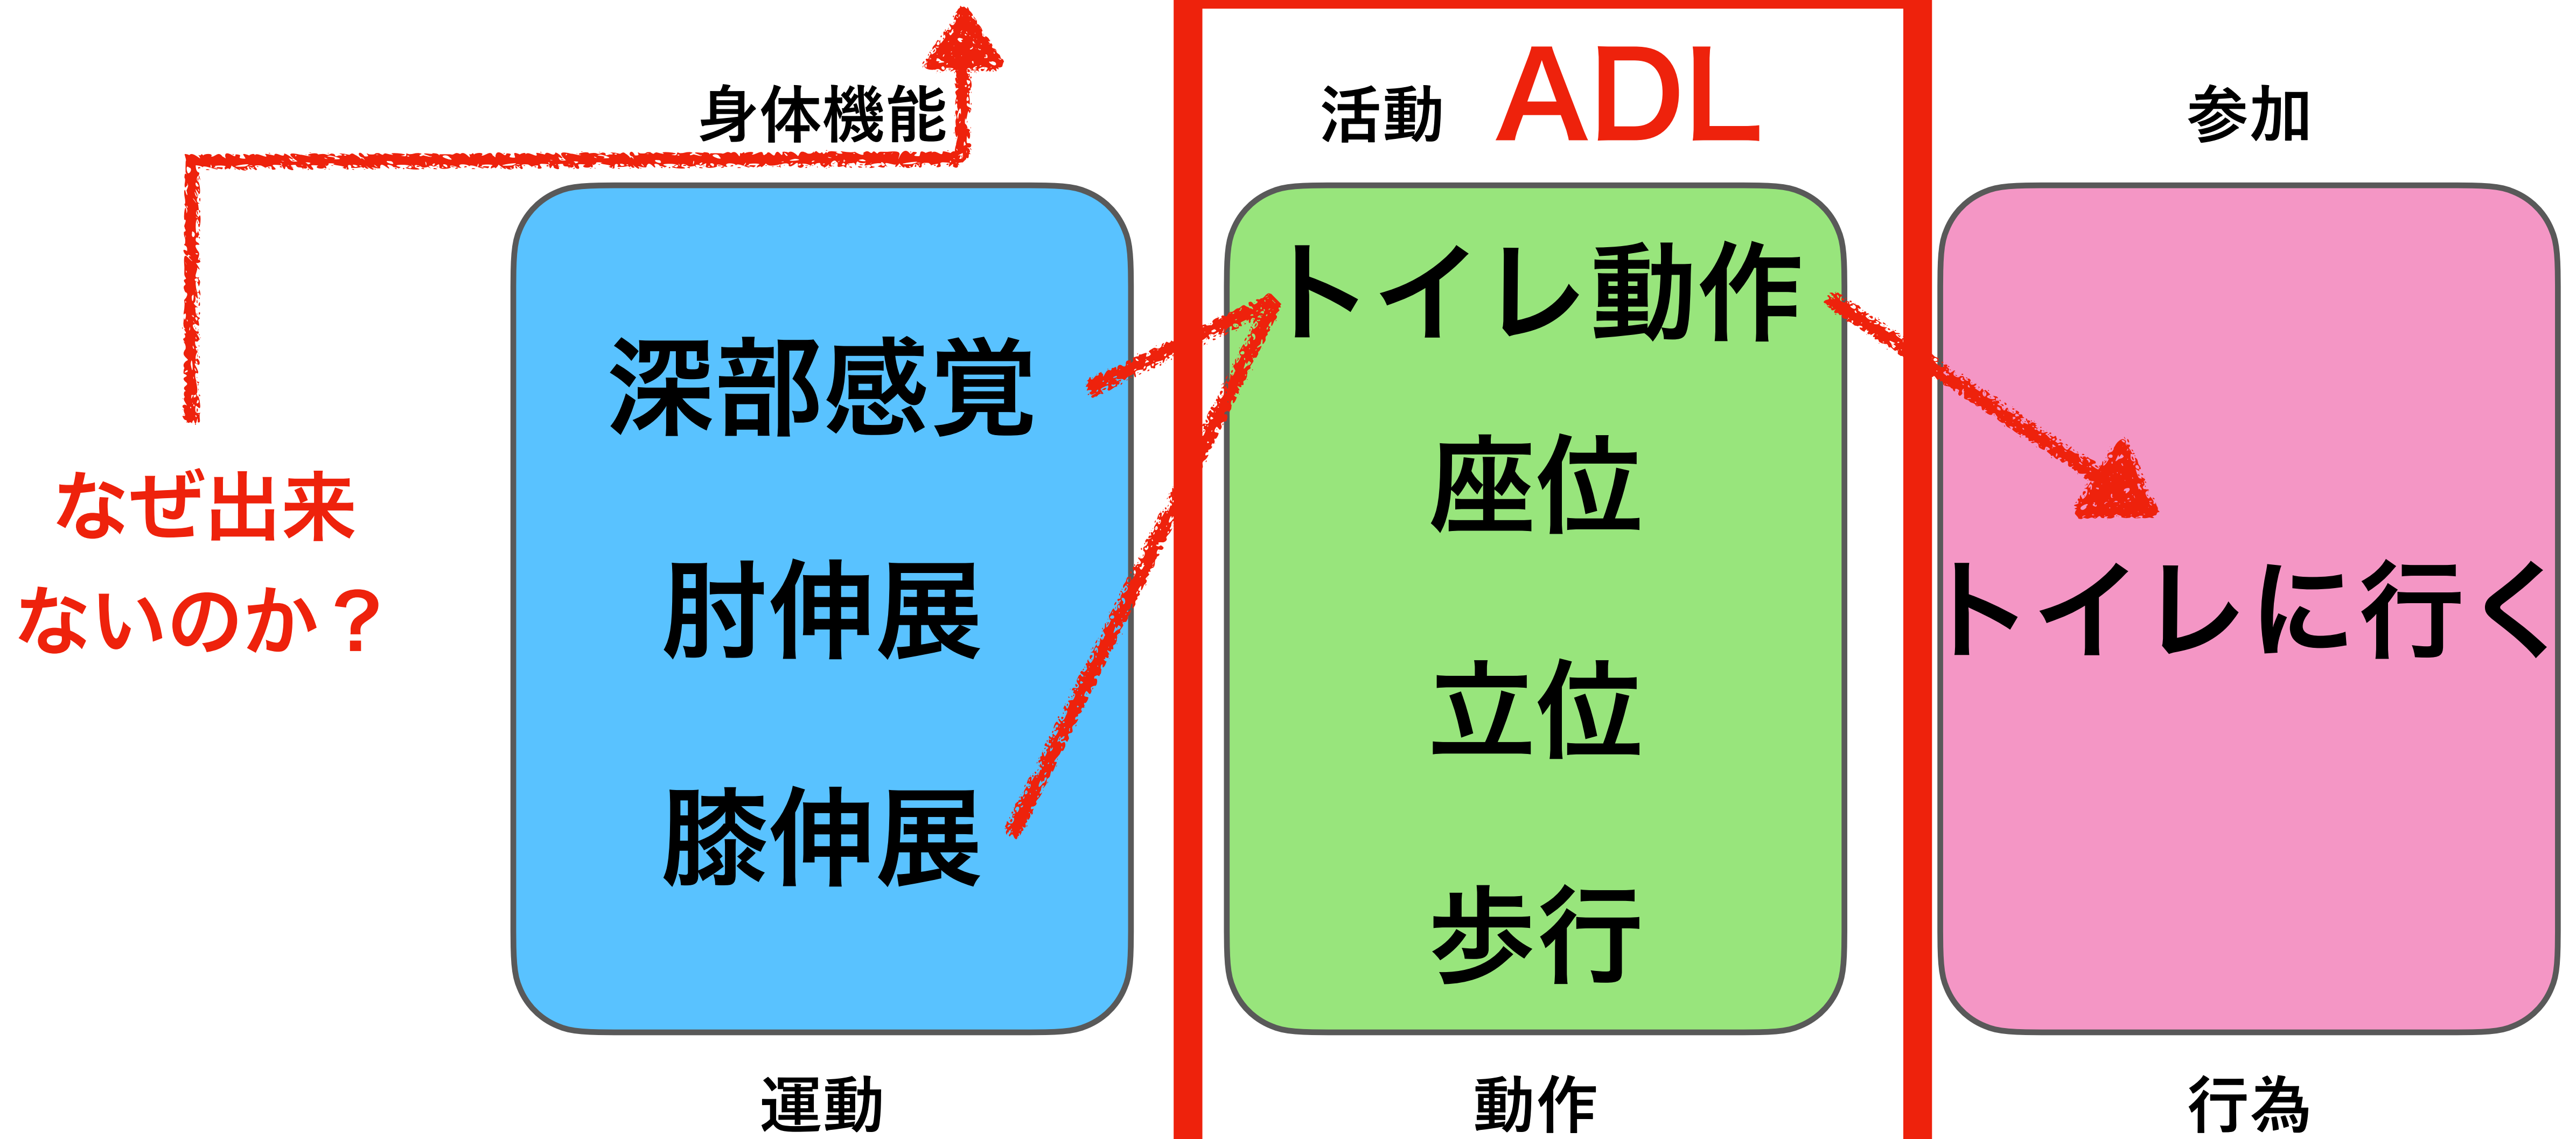 身体機能
活動 ADL
参加
なぜ出来
ないのか？
深部感覚
肘伸展
膝伸展
トイレ動作
座位
立位
歩行
トイレに行く
運動
動作
行為